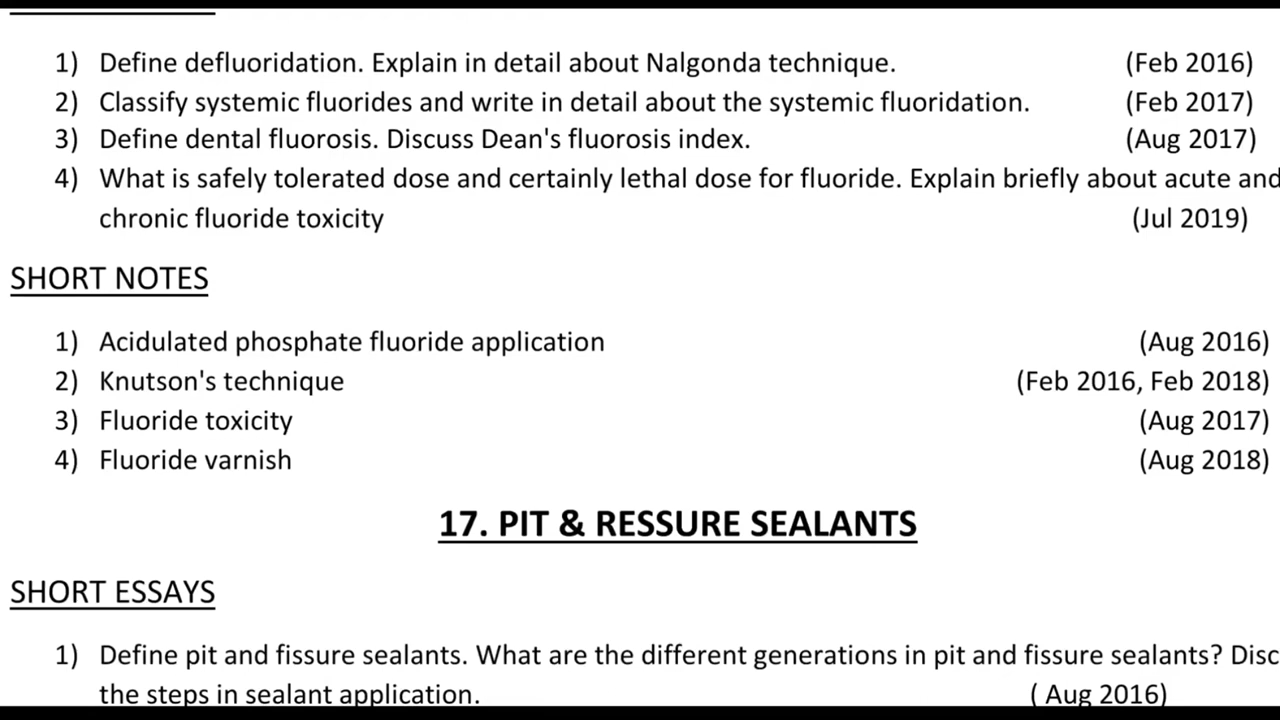 1) Define defluoridation. Explain in detail about Nalgonda technique. (Feb 2016)
2) Classify systemic fluorides and write in detail about the systemic fluoridation. (Feb 2017)
3) Define dental fluorosis. Discuss Dean's fluorosis index. (Aug 2017)
4) What is safely tolerated dose and certainly lethal dose for fluoride. Explain briefly about acute and
chronic fluoride toxicity (Jul 2019)
SHORT NOTES
1) Acidulated phosphate fluoride application (Aug 2016)
2) Knutson's technique (Feb 2016, Feb 2018)
3) Fluoride toxicity (Aug 2017)
4) Fluoride varnish (Aug 2018)
17. PIT & RESSURE SEALANTS
SHORT ESSAYS
1) Define pit and fissure sealants. What are the different generations in pit and fissure sealants? Disc
the steps in sealant application. ( Aug 2016)